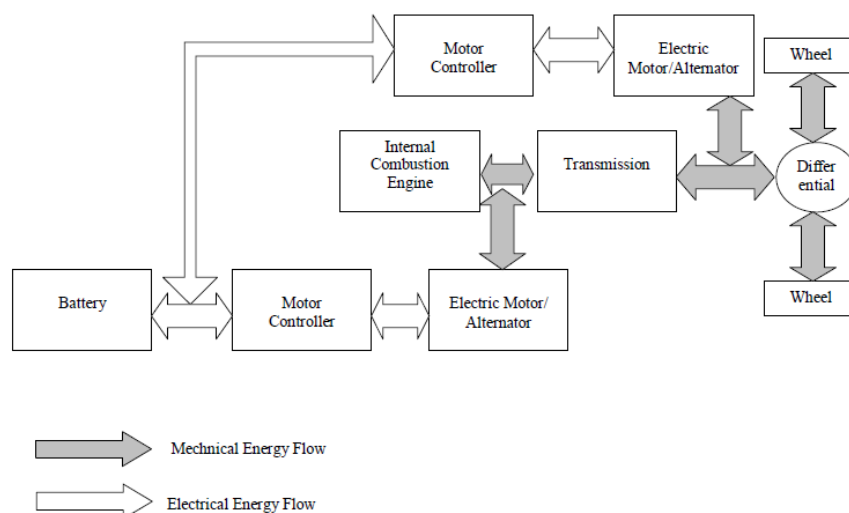 Motor
Controller
Electric
Motor/Alternator
Wheel
Internal
Combustion
Engine
Transmission
Differ
ential
Battery
Motor
Controller
Electric Motor/
Alternator
Wheel
Mechnical Energy Flow
Electrical Energy Flow